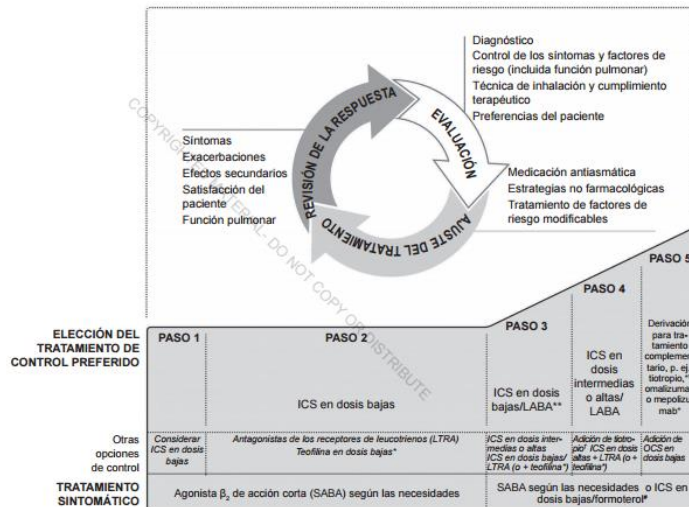 Diagnóstico
Control de los síntomas y factores de
riesgo (incluida función pulmonar)
Técnica de inhalación y cumplimiento
terapéutico
Preferencias del paciente
REVISIÓN DE LA RESPUESTA
EVALUACIÓN
AJUSTE DEL TRATAMIENTO
Síntomas
Exacerbaciones
Efectos secundarios
Satisfacción del
paciente
Función pulmonar
Medicación antiasmática
Estrategias no farmacológicas
Tratamiento de factores de
riesgo modificables
COPYRIGHTED MATERIAL- DO NOT COPY OR DISTRIBUTE
ELECCIÓN DEL
TRATAMIENTO DE
CONTROL PREFERIDO
PASO 1
PASO 2
ICS en dosis bajas
PASO 3
ICS en dosis
bajas/LABA**
PASO 4
ICS en
dosis
intermedias
o altas/
LABA
PASO 5
Derivación
para tra-
tamiento
complemen
tario, p. ej.
tiotropio,*
omalizuma
o mepolizu
mab*
Otras
opciones
de control
Considerar
ICS en dosis
bajas
Antagonistas de los receptores de leucotrienos (LTRA)
Teofilina en dosis bajas*
ICS en dosis inter-
medias o altas
ICS en dosis bajas/
LTRA (o + teofilina*)
Adición de tiotro-
pio† ICS en dosis
altas + LTRA (o +
teofilina*)
Adición de
OCS en
dosis bajas
TRATAMIENTO
SINTOMÁTICO
Agonista β2 de acción corta (SABA) según las necesidades
SABA según las necesidades o ICS en
dosis bajas/formoterol#